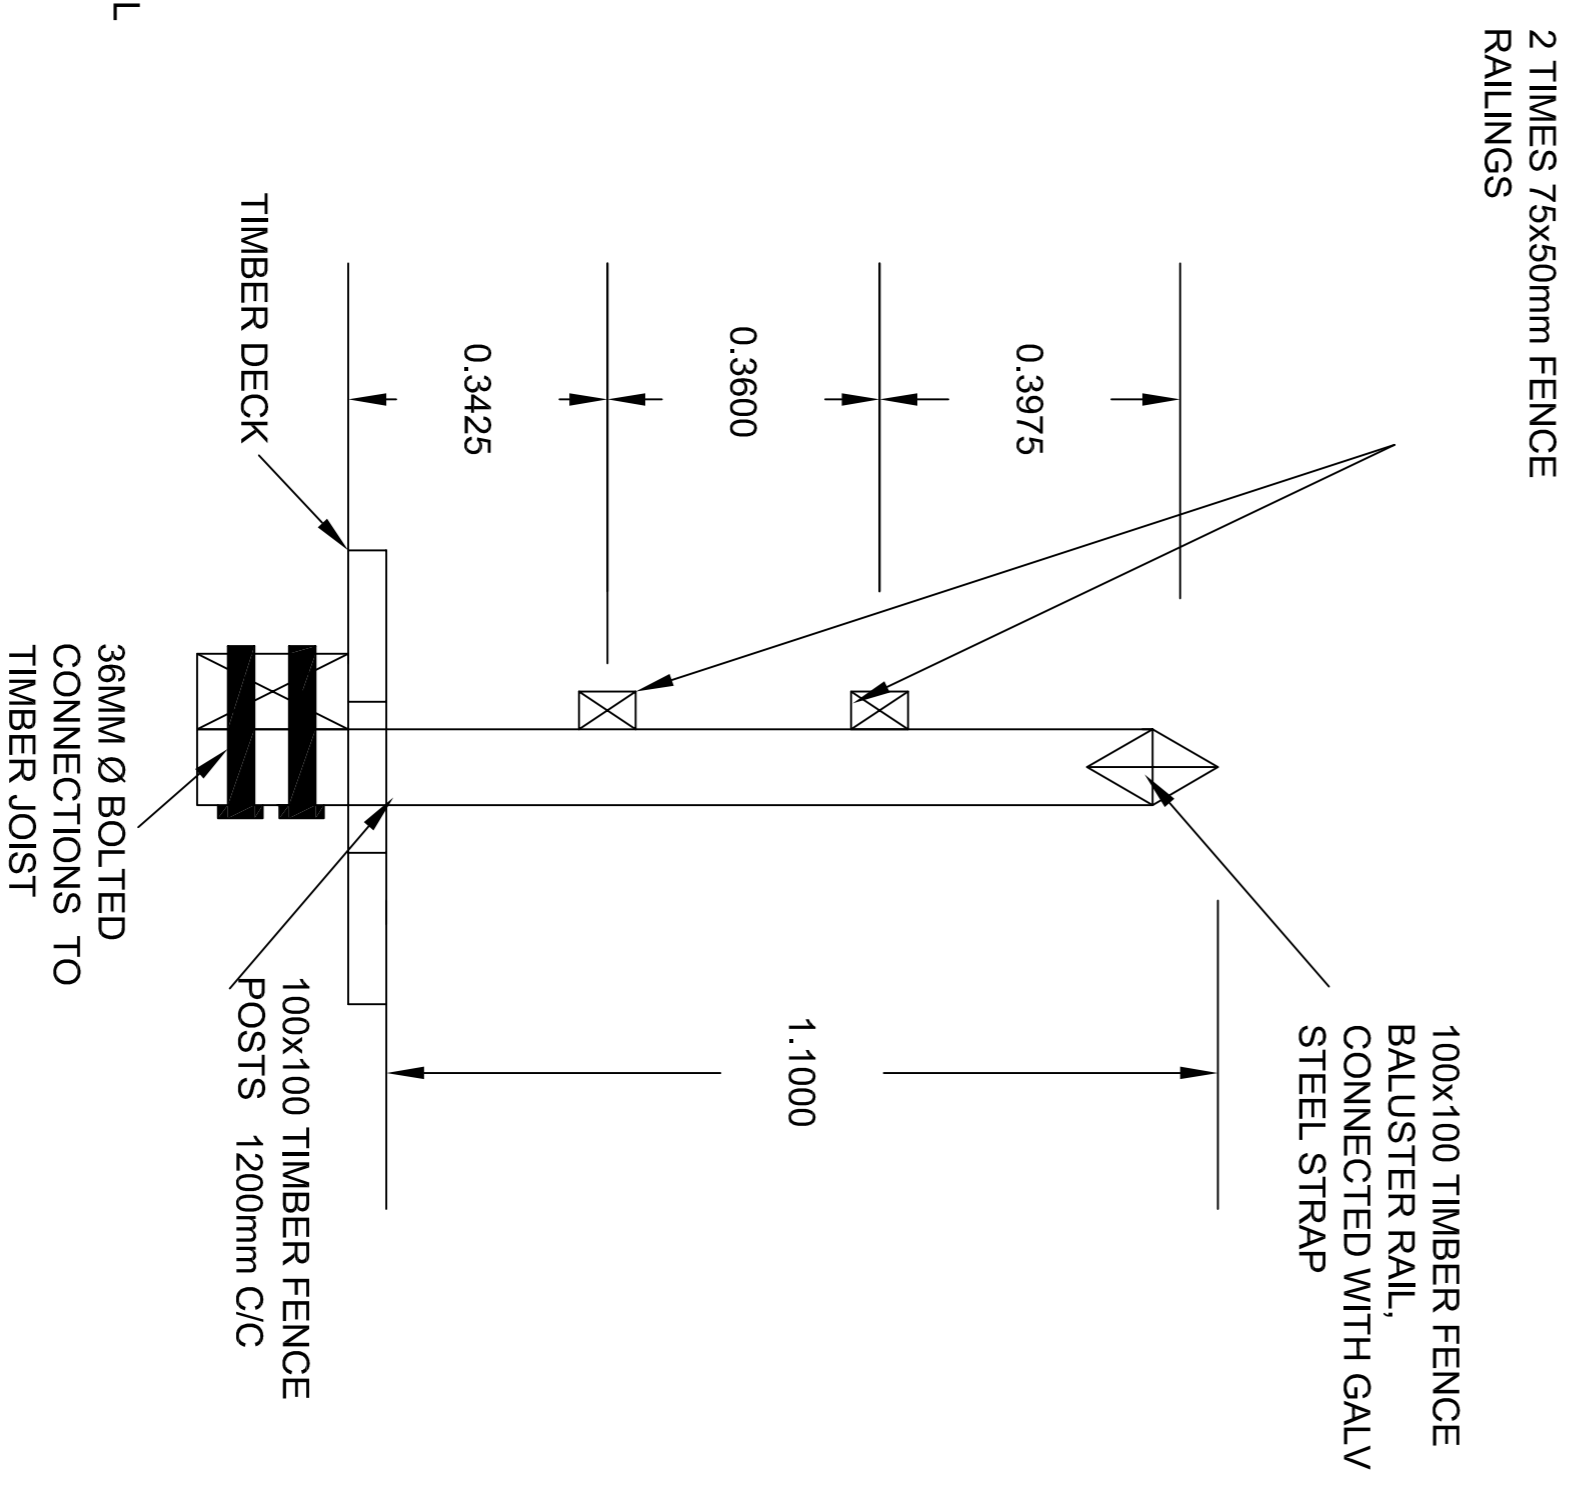 2 TIMES 75x50mm FENCE
RAILINGS
100x100 TIMBER FENCE
BALUSTER RAIL,
CONNECTED WITH GALV
STEEL STRAP
0.3975
0.3600
0.3425
1.1000
TIMBER DECK
100x100 TIMBER FENCE
POSTS 1200mm C/C
36MM Ø BOLTED
CONNECTIONS TO
TIMBER JOIST
L